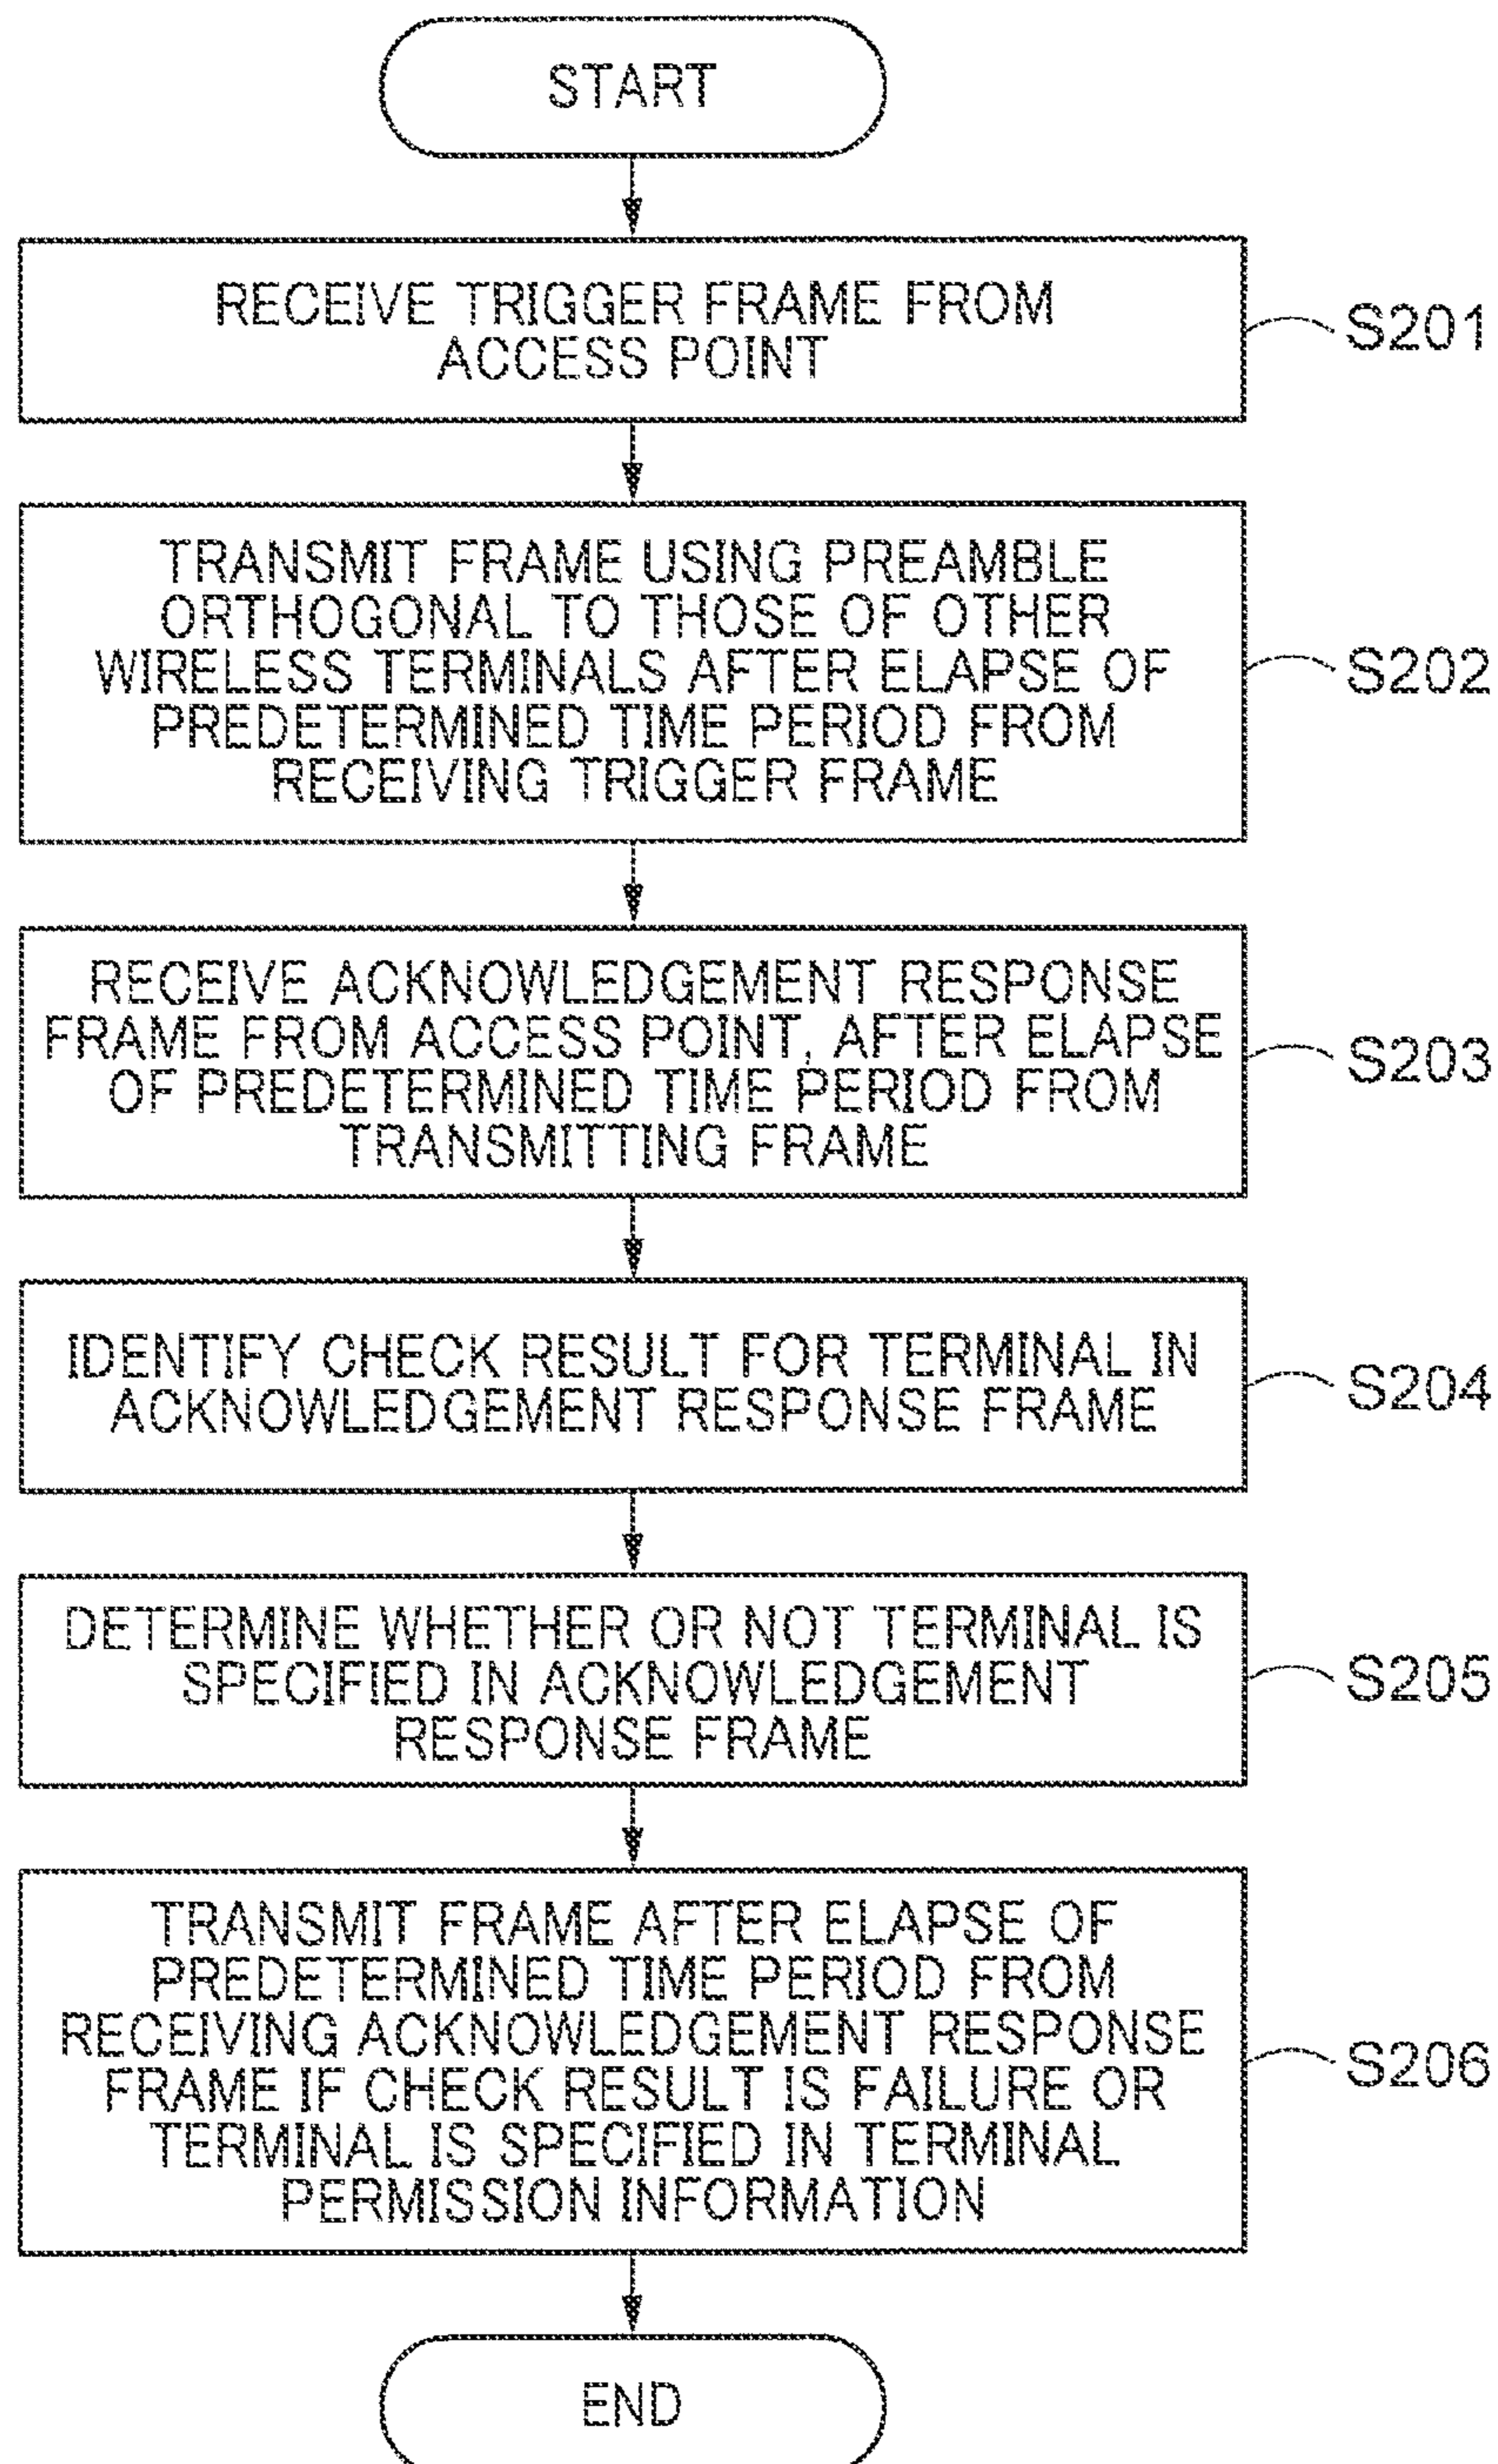 START
RECEIVE TRIGGER FRAME FROM
ACCESS POINT
S201
TRANSMIT FRAME USING PREAMBLE
ORTHOGONAL TO THOSE OF OTHER
WIRELESS TERMINALS AFTER ELAPSE OF
PREDETERMINED TIME PERIOD FROM
RECEIVING TRIGGER FRAME
S202
RECEIVE ACKNOWLEDGEMENT RESPONSE
FRAME FROM ACCESS POINT, AFTER ELAPSE
OF PREDETERMINED TIME PERIOD FROM
TRANSMITTING FRAME
S203
IDENTIFY CHECK RESULT FOR TERMINAL IN
ACKNOWLEDGEMENT RESPONSE FRAME
S204
DETERMINE WHETHER OR NOT TERMINAL IS
SPECIFIED IN ACKNOWLEDGEMENT
RESPONSE FRAME
S205
TRANSMIT FRAME AFTER ELAPSE OF
PREDETERMINED TIME PERIOD FROM
RECEIVING ACKNOWLEDGEMENT RESPONSE
FRAME IF CHECK RESULT IS FAILURE OR
TERMINAL IS SPECIFIED IN TERMINAL
PERMISSION INFORMATION
S206
END